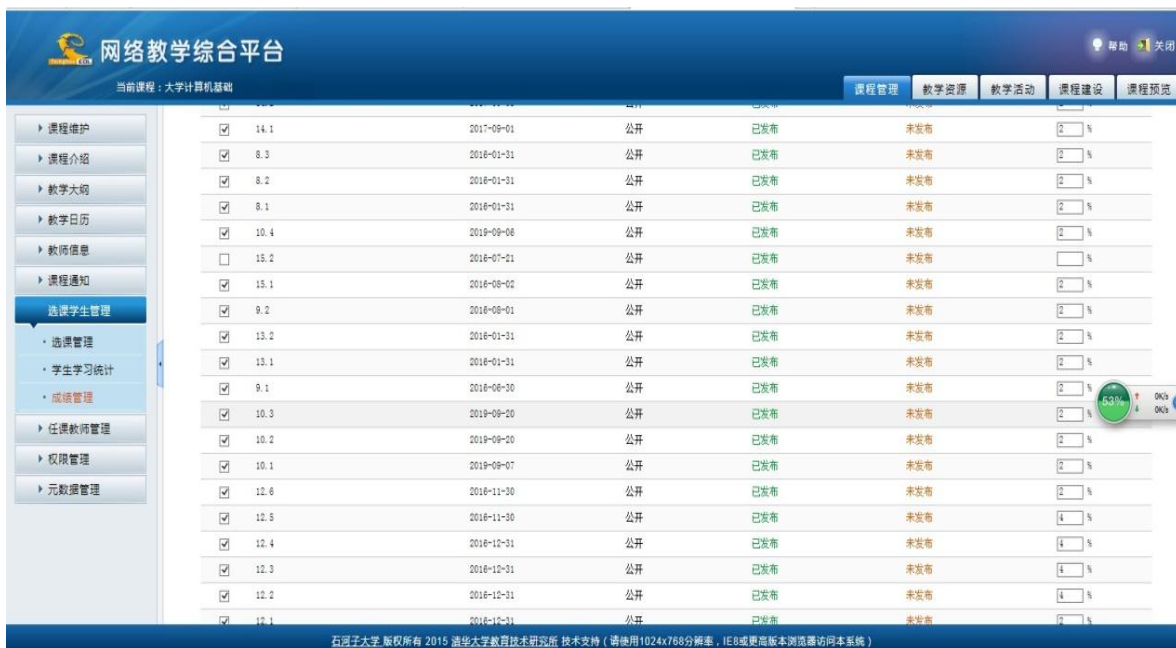 网络教学综合平台
帮助 关闭
当前课程：大学计算机基础
课程管理 教学资源 教学活动 课程建设 课程预览
课程维护
课程介绍
教学大纲
教学日历
教师信息
课程通知
选课学生管理
· 选课管理
· 学生学习统计
· 成绩管理
任课教师管理
权限管理
元数据管理
14.1 2017-09-01 公开 已发布 未发布 2 %
8.3 2016-01-31 公开 已发布 未发布 2 %
8.2 2016-01-31 公开 已发布 未发布 2 %
8.1 2016-01-31 公开 已发布 未发布 2 %
10.4 2019-09-06 公开 已发布 未发布 2 %
15.2 2016-07-21 公开 已发布 未发布 %
15.1 2016-08-02 公开 已发布 未发布 2 %
9.2 2016-08-01 公开 已发布 未发布 2 %
13.2 2016-01-31 公开 已发布 未发布 2 %
13.1 2016-01-31 公开 已发布 未发布 2 %
9.1 2016-06-30 公开 已发布 未发布 2 %
10.3 2019-09-20 公开 已发布 未发布 2 %
10.2 2019-09-20 公开 已发布 未发布 2 %
10.1 2019-09-07 公开 已发布 未发布 2 %
12.6 2016-11-30 公开 已发布 未发布 2 %
12.5 2016-11-30 公开 已发布 未发布 4 %
12.4 2016-12-31 公开 已发布 未发布 4 %
12.3 2016-12-31 公开 已发布 未发布 4 %
12.2 2016-12-31 公开 已发布 未发布 4 %
12.1 2016-12-31 公开 已发布 未发布
53% 0K/s
0K/s
石河子大学 版权所有 2015 清华大学教育技术研究所 技术支持（请使用1024x768分辨率，IE8或更高版本浏览器访问本系统）